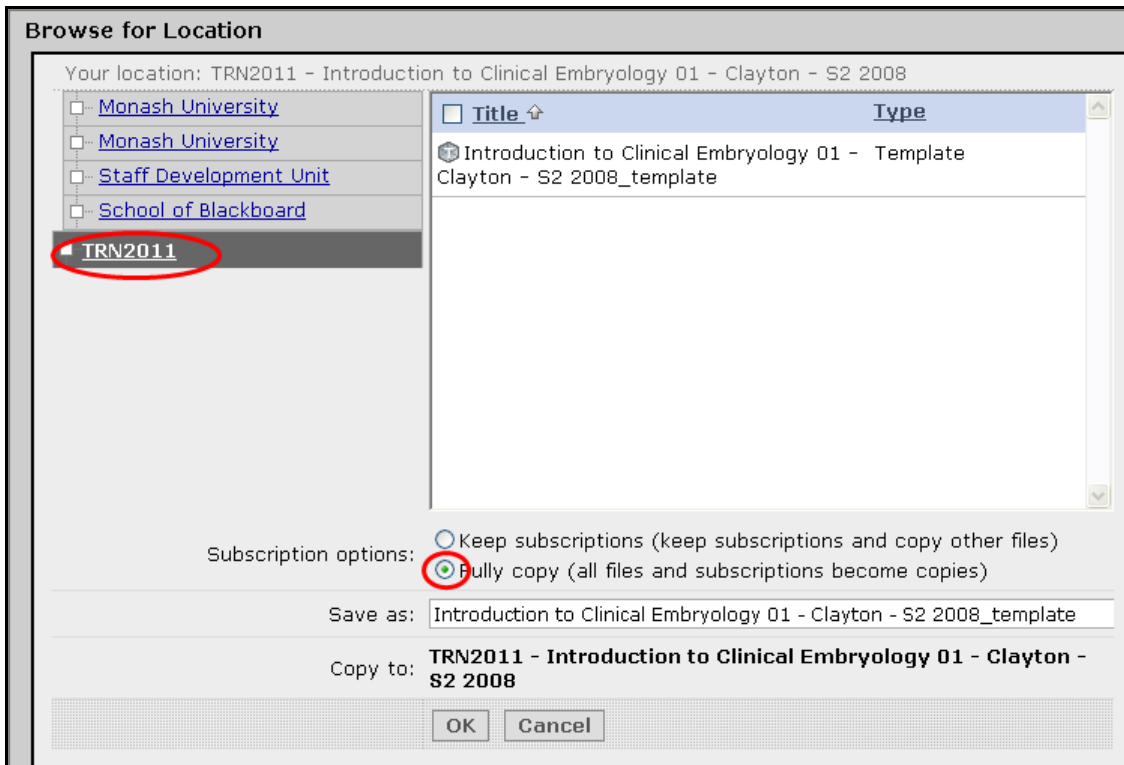 Browse for Location
Your location: TRN2011 - Introduction to Clinical Embryology 01 - Clayton - S2 2008
Monash University
Monash University
Staff Development Unit
School of Blackboard
TRN2011
Title Type
Introduction to Clinical Embryology 01 - Template
Clayton - S2 2008_template
Subscription options:
Keep subscriptions (keep subscriptions and copy other files)
Fully copy (all files and subscriptions become copies)
Save as: Introduction to Clinical Embryology 01 - Clayton - S2 2008_template
Copy to: TRN2011 - Introduction to Clinical Embryology 01 - Clayton -
S2 2008
OK Cancel